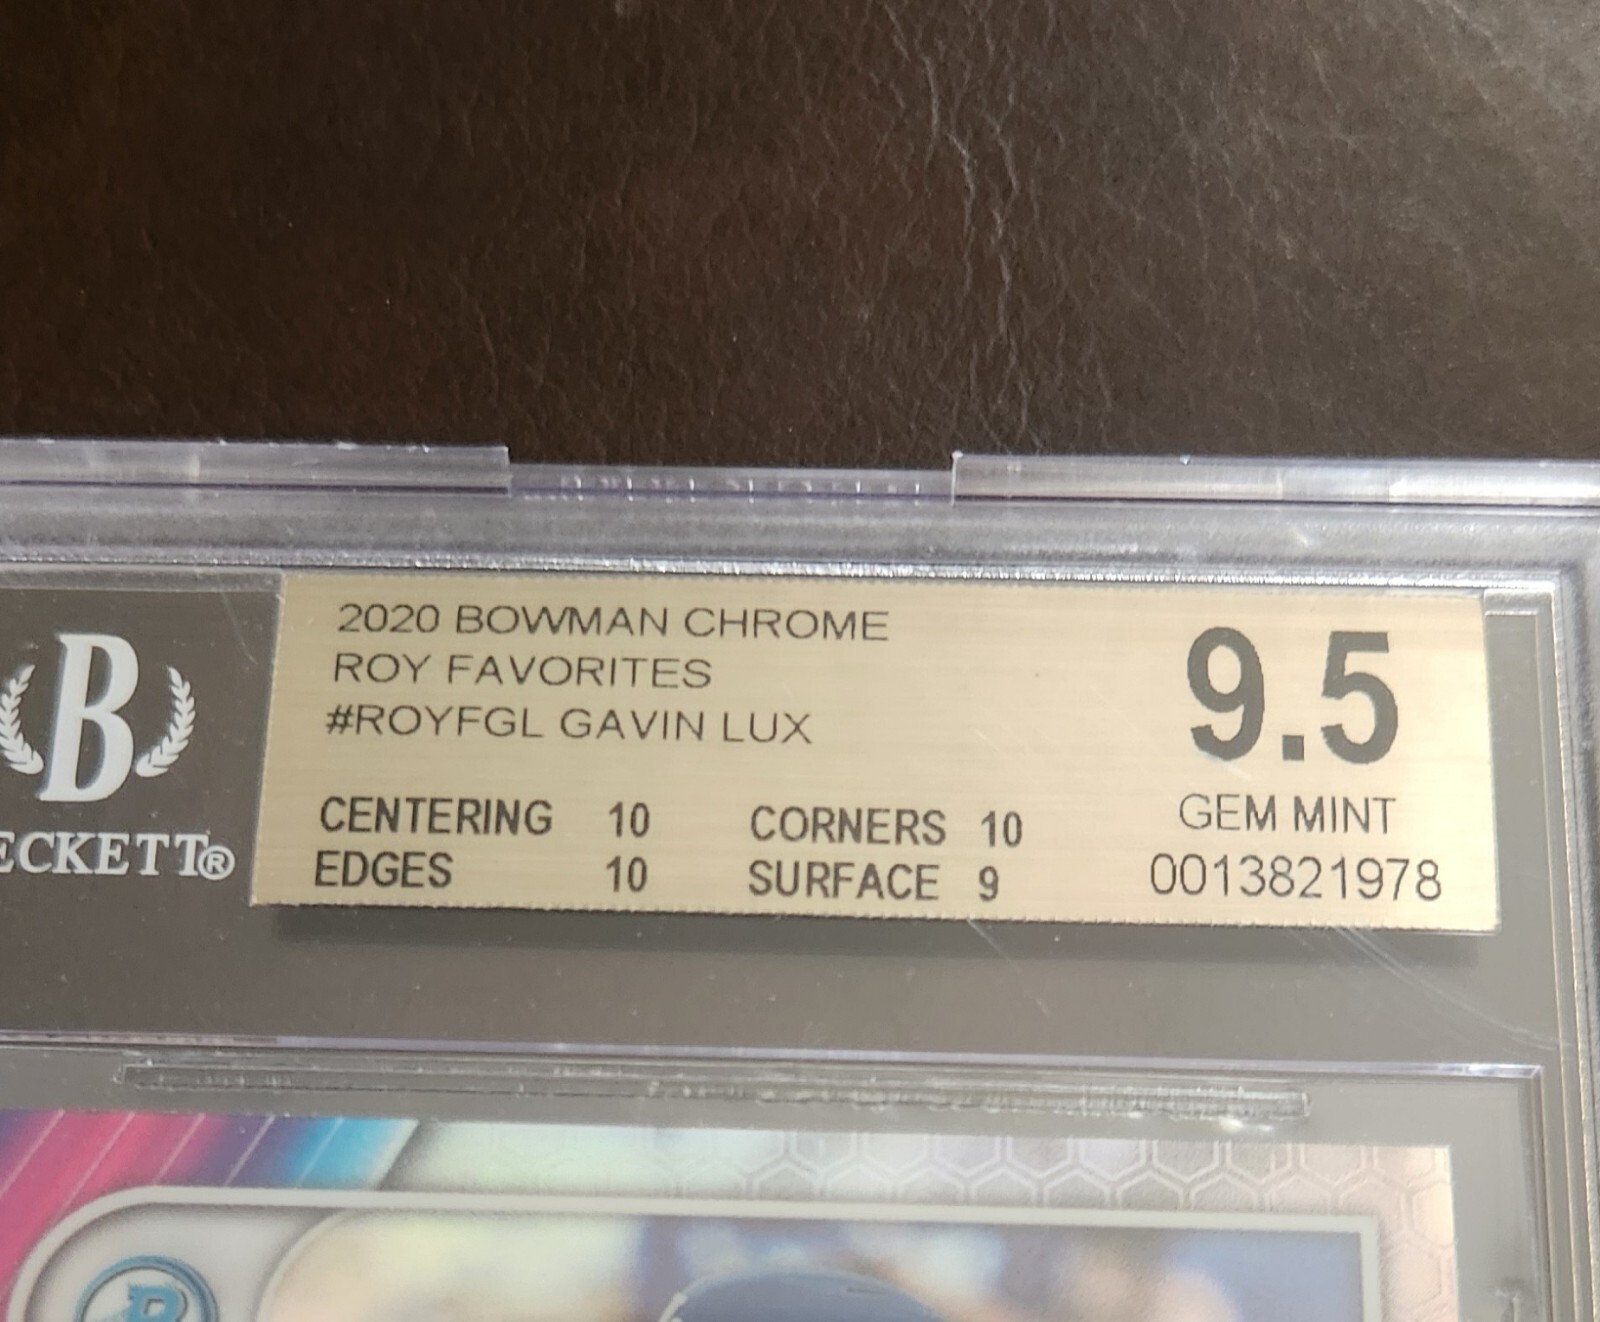 2020 BOWMAN CHROME
ROY FAVORITES
#ROYFGL GAVIN LUX
9.5
GEM MINT
0013821978
CENTERING 10 CORNERS 10
EDGES 10 SURFACE 9
B
ECKETT®
B